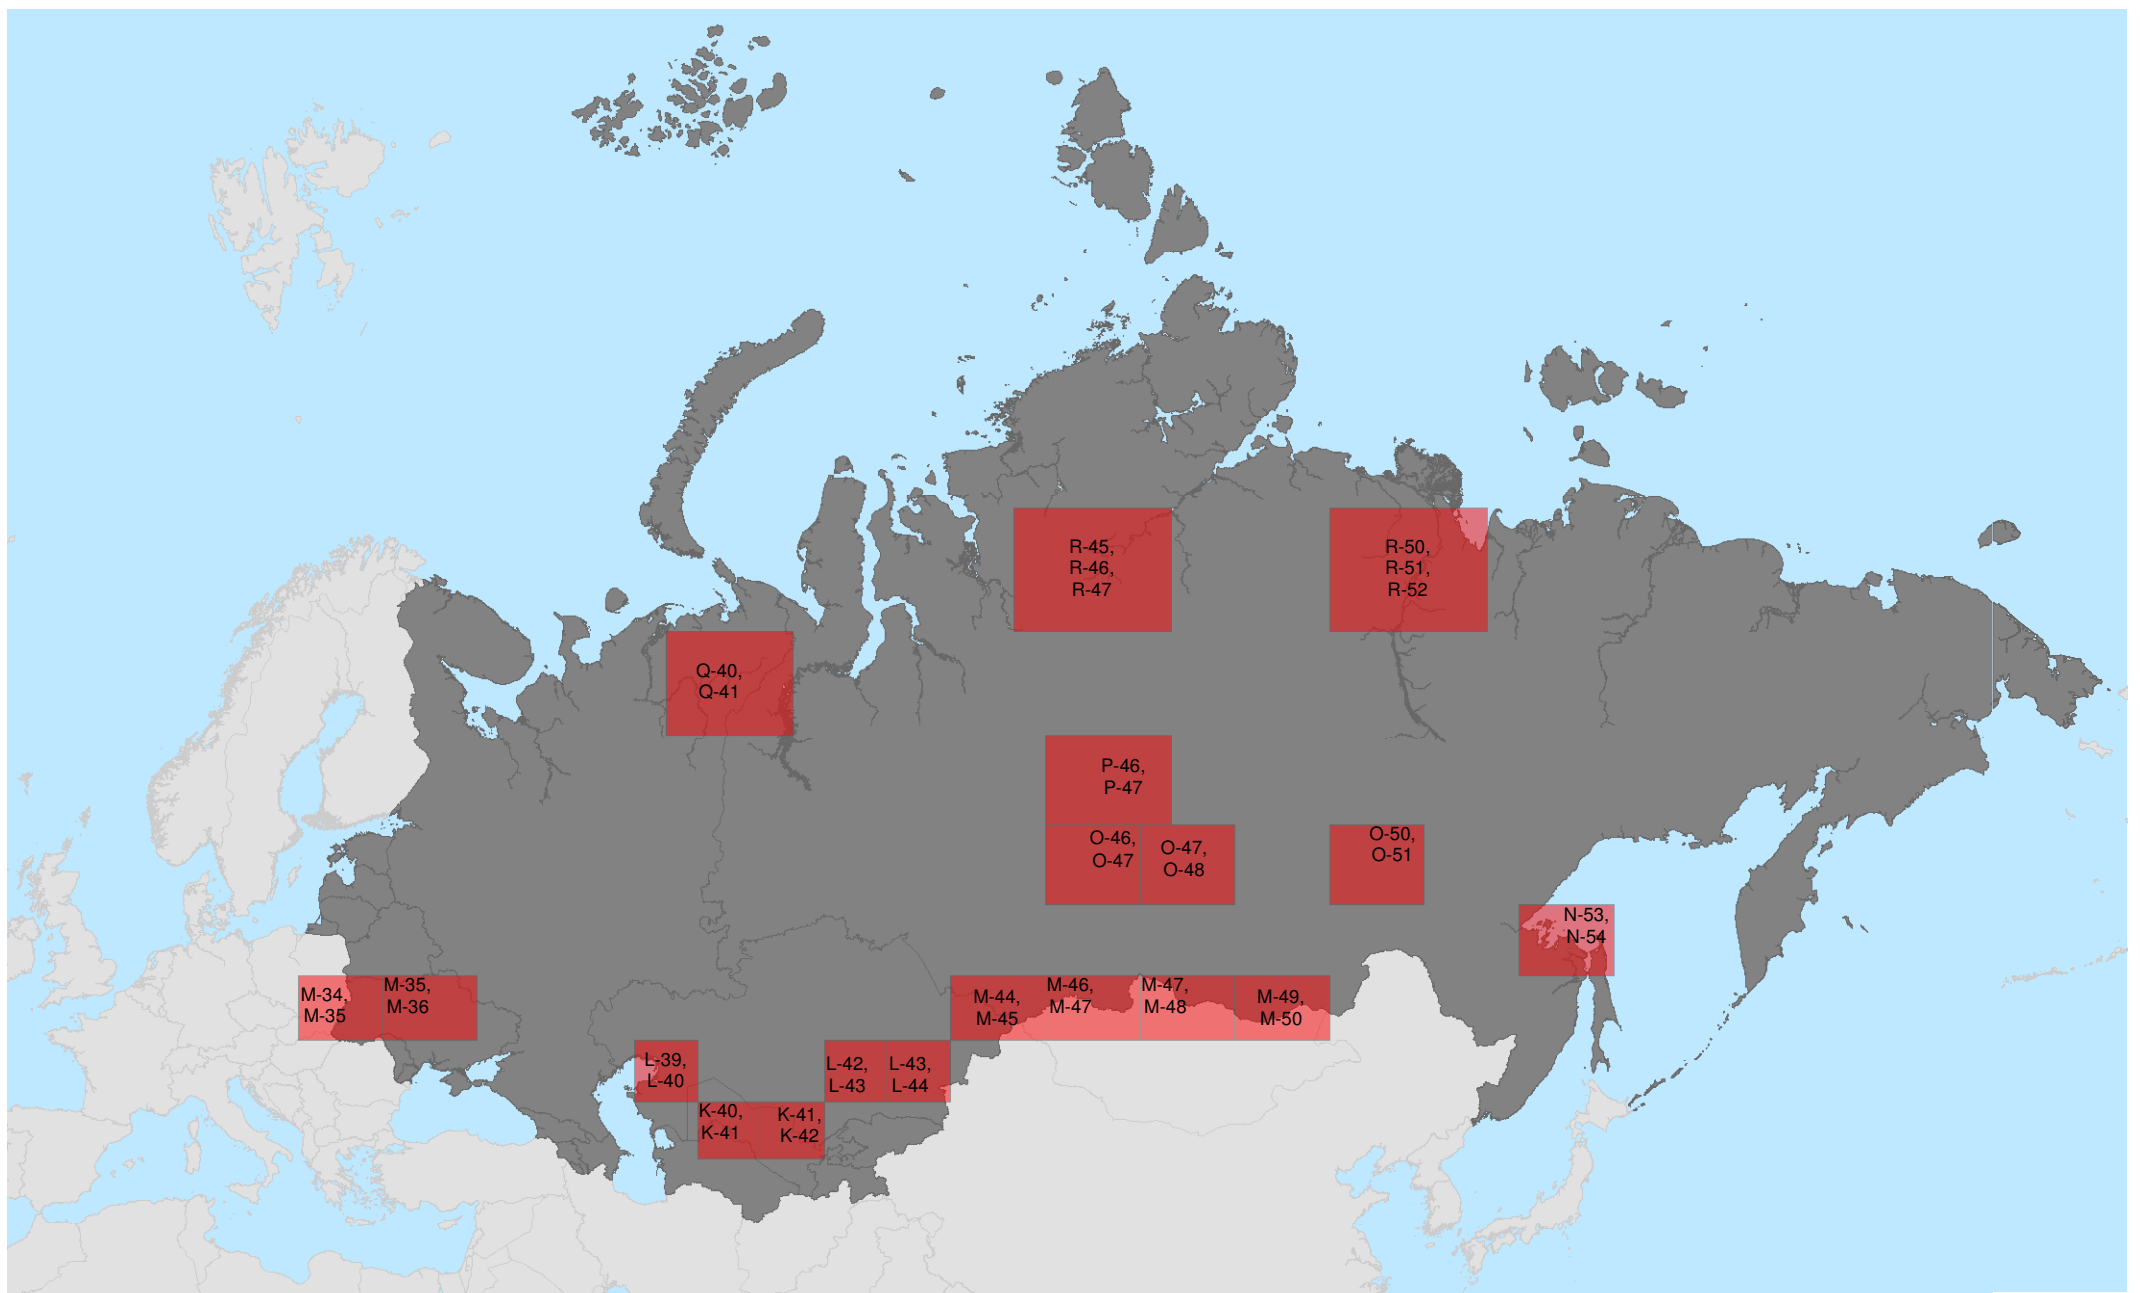 R-45,
R-46,
R-47
R-50,
R-51,
R-52
Q-40,
Q-41
P-46,
P-47
O-46,
O-47
O-47,
O-48
O-50,
O-51
N-53,
N-54
M-34,
M-35
M-35,
M-36
M-44,
M-45
M-46,
M-47
M-47,
M-48
M-49,
M-50
L-39,
L-40
L-42,
L-43
L-43,
L-44
K-40,
K-41
K-41,
K-42